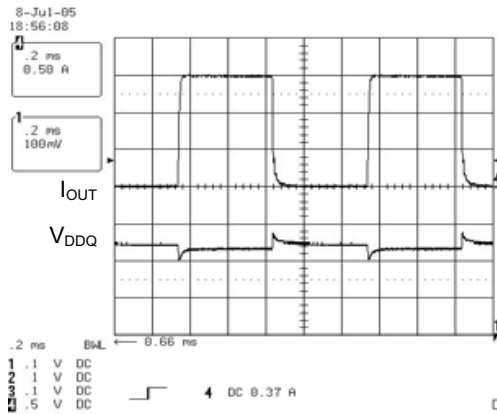 8-Jul-05
18:56:08
4
.2 ms
0.50 A
1
.2 ms
100mV
IOUT
VDDQ
.2 ms BWL
0.66 ms
1 .1 V DC
2 1 V DC
3 .1 V DC
4 .5 V DC
4 DC 0.37 A